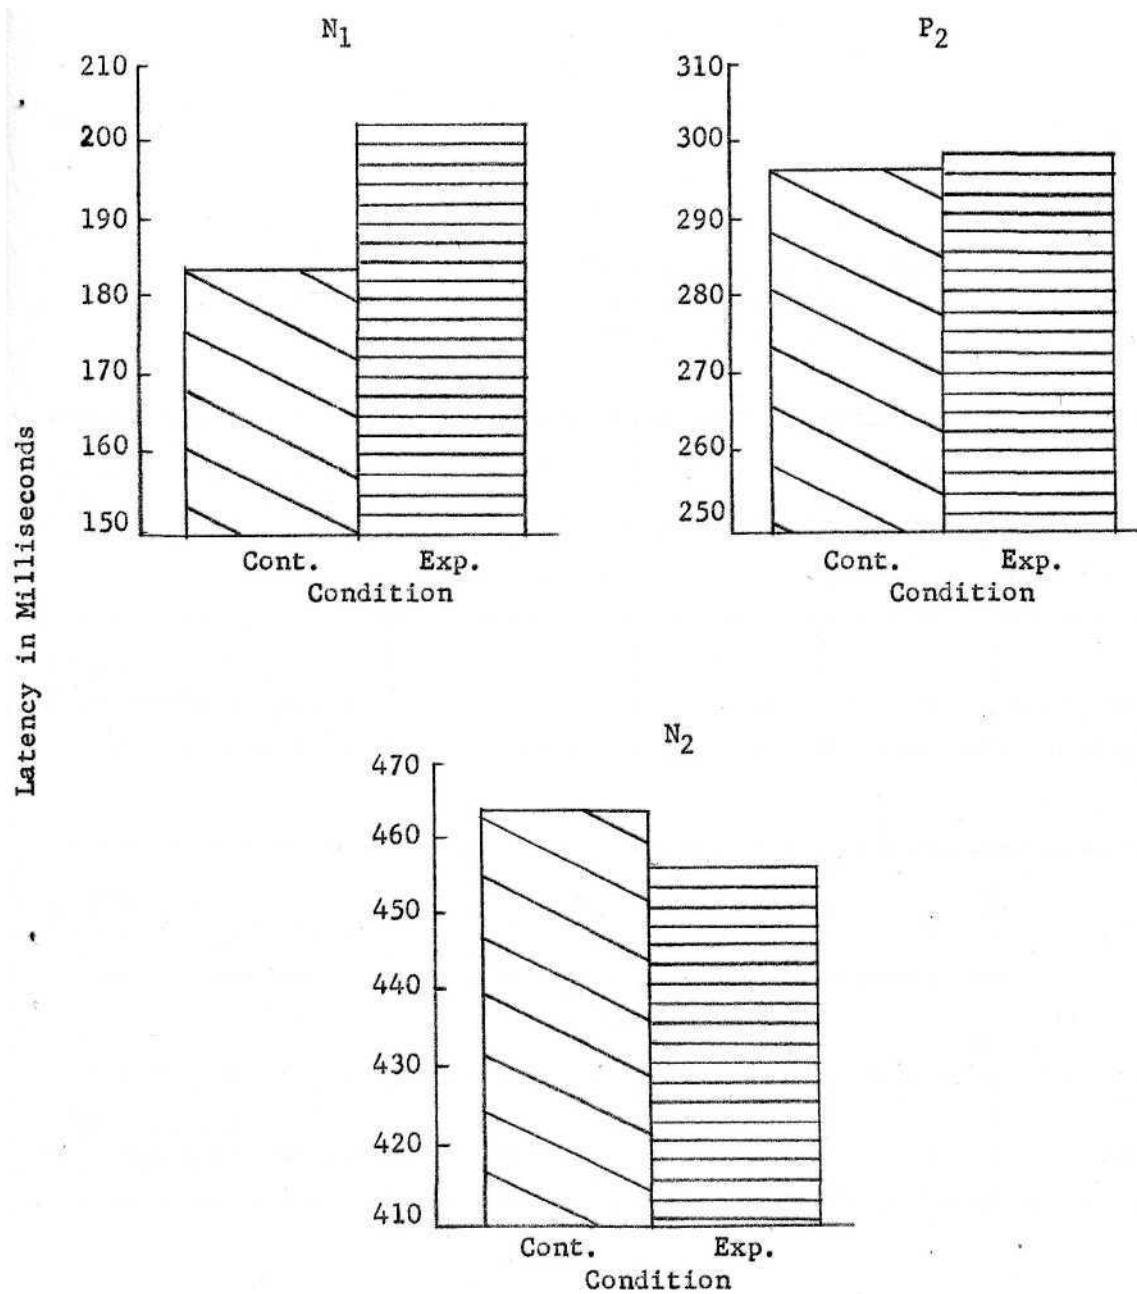 N1
210
200
190
180
170
160
150
Cont. Exp.
Condition
P2
310
300
290
280
270
260
250
Cont. Exp.
Condition
Latency in Milliseconds
N2
470
460
450
440
430
420
410
Cont. Exp.
Condition